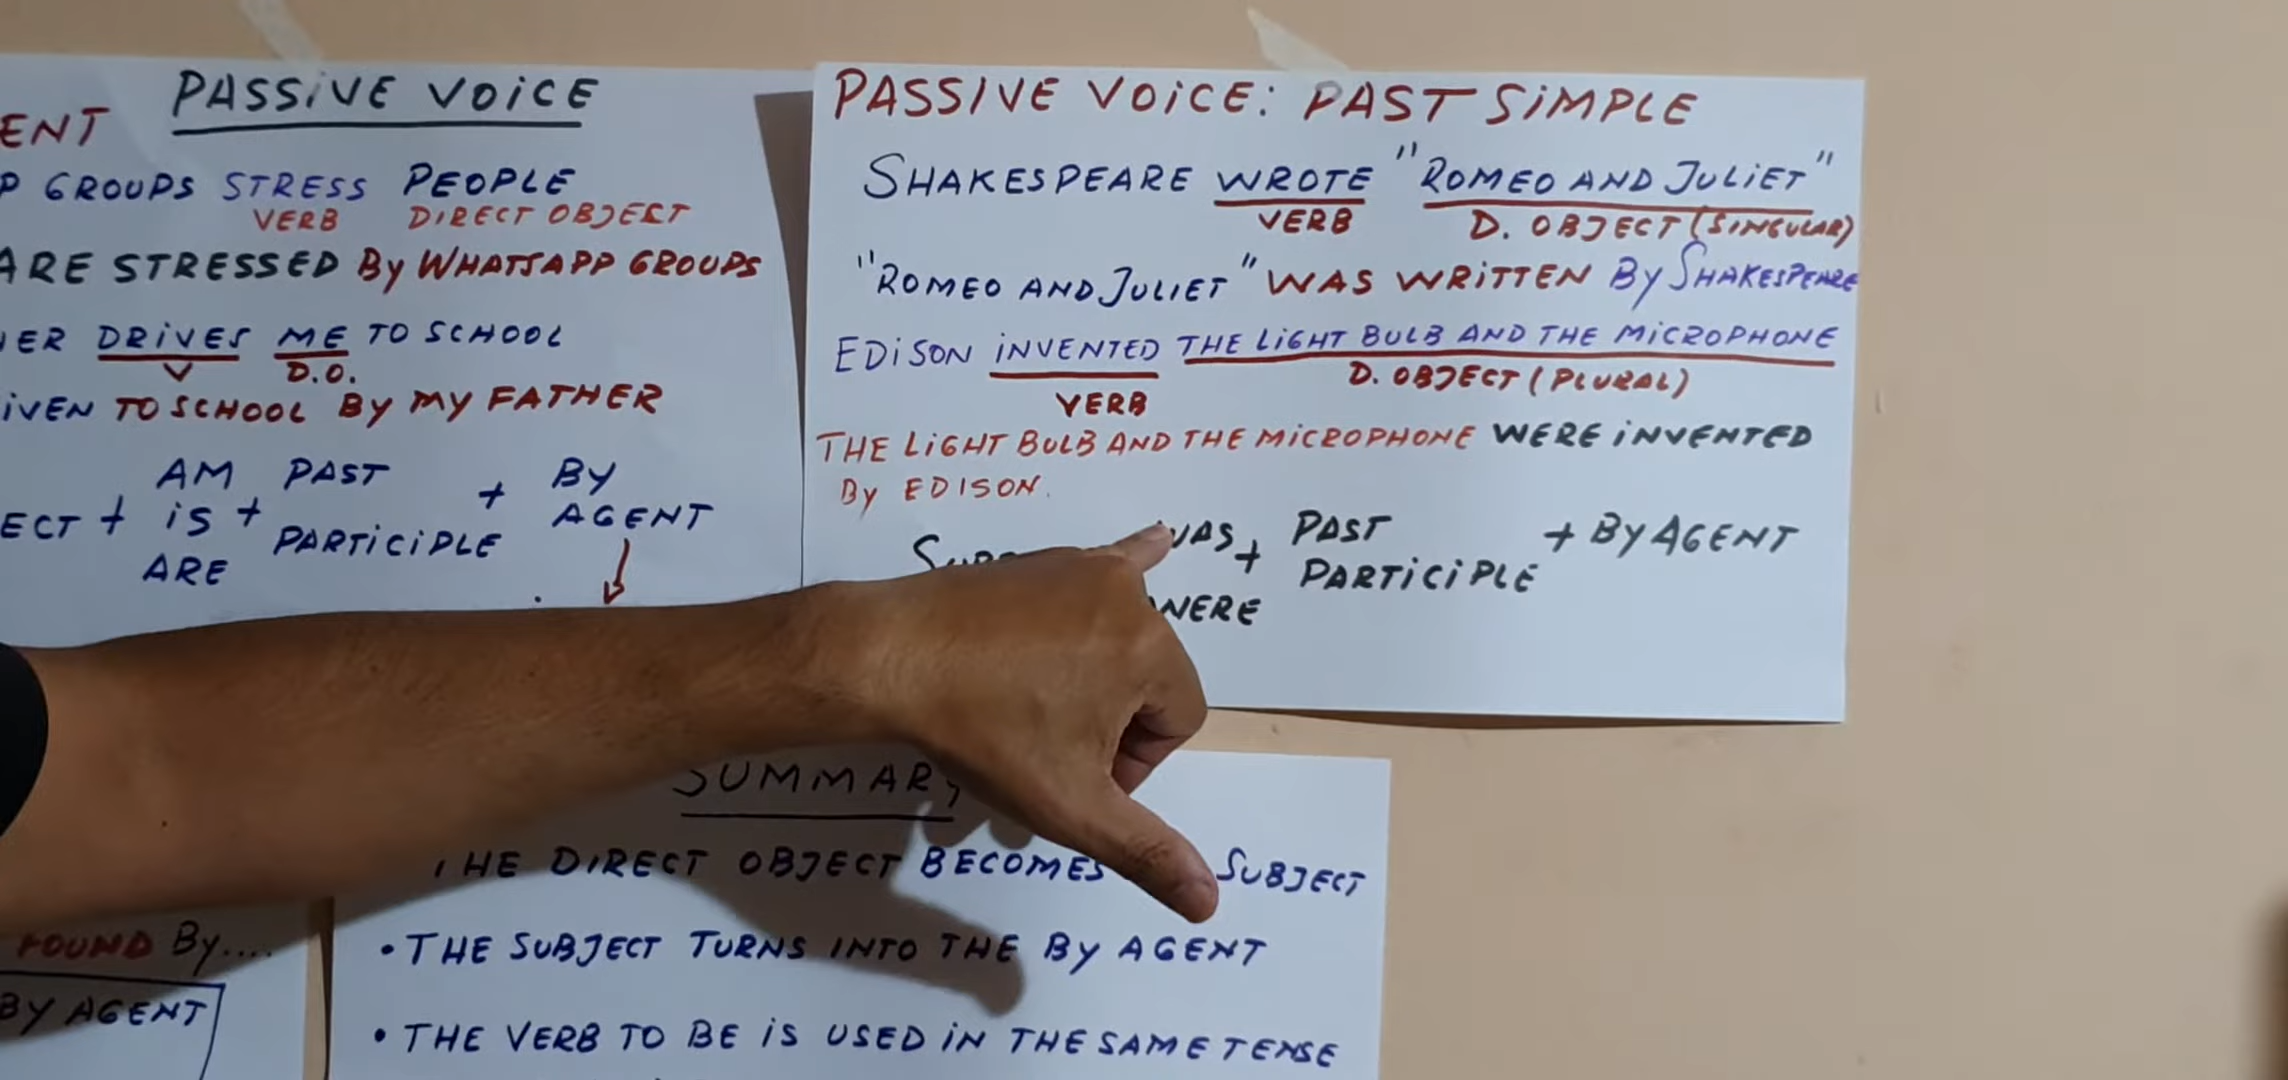 PASSIVE VOICE
ENT
P GROUPS STRESS PEOPLE
VERB DIRECT OBJECT
ARE STRESSED By WHATSAPP GROUPS
ER DRIVES ME TO SCHOOL
V D.O.
IVEN TO SCHOOL By MY FATHER
AM PAST BY
ECT + IS + PARTICIPLE + AGENT
ARE
PASSIVE VOICE: PAST SIMPLE
SHAKESPEARE WROTE "ROMEO AND JULIET"
VERB D. OBJECT (SINGULAR)
"ROMEO AND JULIET" WAS WRITTEN By SHAKESPEARE
EDISON INVENTED THE LIGHT BULB AND THE MICROPHONE
VERB D. OBJECT (PLURAL)
THE LIGHT BULB AND THE MICROPHONE WERE INVENTED
By EDISON.
WAS + PAST + By AGENT
WERE PARTICIPLE
SUMMARY
THE DIRECT OBJECT BECOMES SUBJECT
• THE SUBJECT TURNS INTO THE By AGENT
• THE VERB TO BE IS USED IN THE SAME TENSE
FOUND By....
BY AGENT